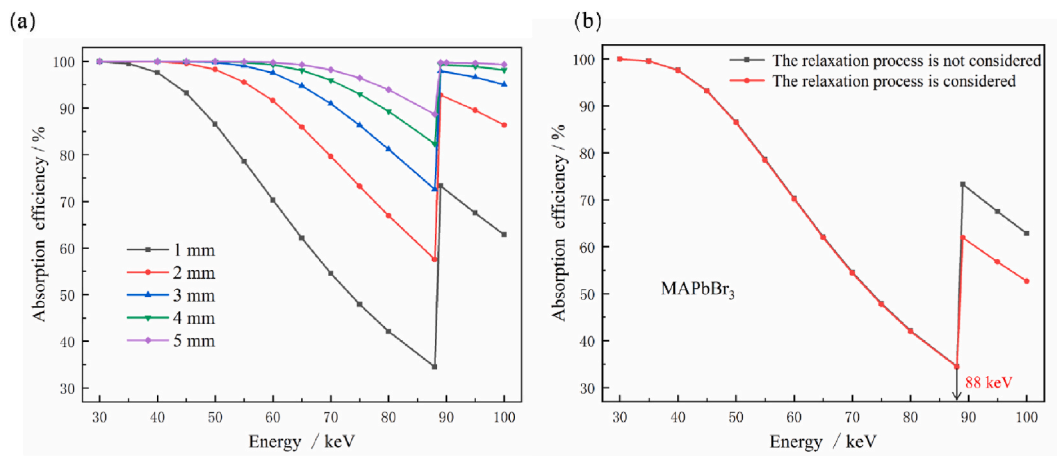 (a)
Absorption efficiency / %
100
90
80
70
60
50
40
30
1 mm
2 mm
3 mm
4 mm
5 mm
30 40 50 60 70 80 90 100
Energy / keV
(b)
Absorption efficiency / %
100
90
80
70
60
50
40
30
The relaxation process is not considered
The relaxation process is considered
MAPbBr3
88 keV
30 40 50 60 70 80 90 100
Energy / keV